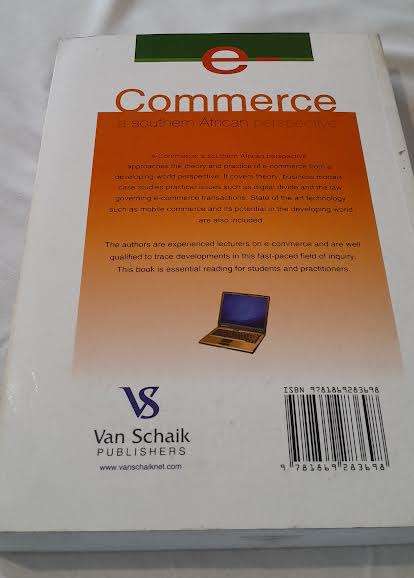 e-
Commerce
a southern African perspective
e-Commerce: a southern African perspective
approaches the theory and practice of e-commerce from a
developing-world perspective. It covers theory, business models,
case studies practical issues such as digital divide and the law
governing e-commerce transactions. State of the art technology
such as mobile commerce and its potential in the developing world
are also included.
The authors are experienced lecturers on e-commerce and are well
qualified to trace developments in this fast-paced field of inquiry.
This book is essential reading for students and practitioners.
VS
Van Schaik
PUBLISHERS
www.vanschaiknet.com
ISBN 9781869283698
9 781869 283698